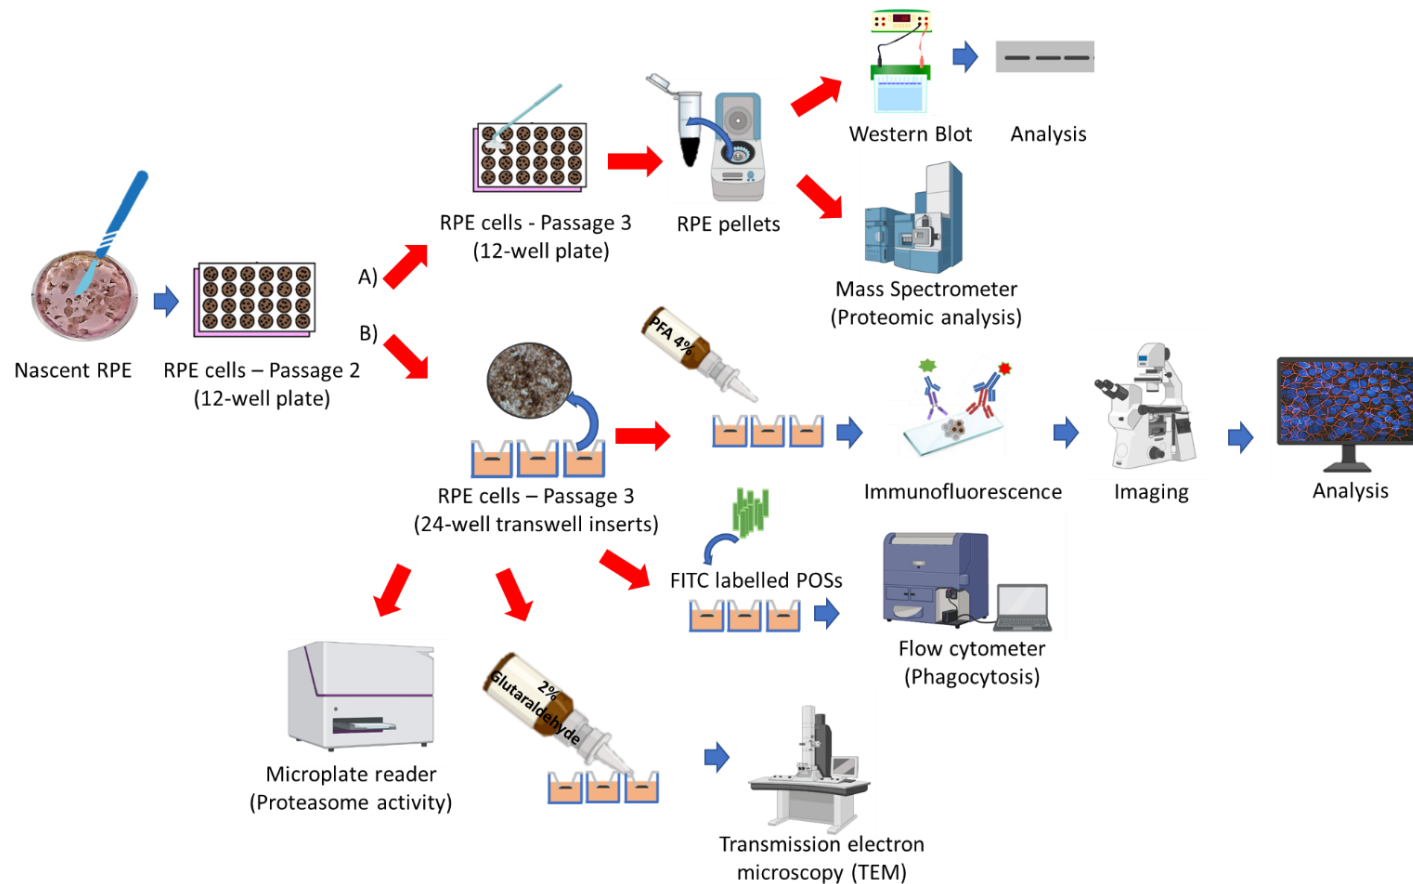 Western Blot
Analysis
RPE cells - Passage 3
(12-well plate)
RPE pellets
A)
Mass Spectrometer
(Proteomic analysis)
B)
PFA 4%
Nascent RPE
RPE cells – Passage 2
(12-well plate)
RPE cells – Passage 3
(24-well transwell inserts)
Immunofluorescence
Imaging
Analysis
FITC labelled POSs
Flow cytometer
(Phagocytosis)
2%
Glutaraldehyde
Microplate reader
(Proteasome activity)
Transmission electron
microscopy (TEM)